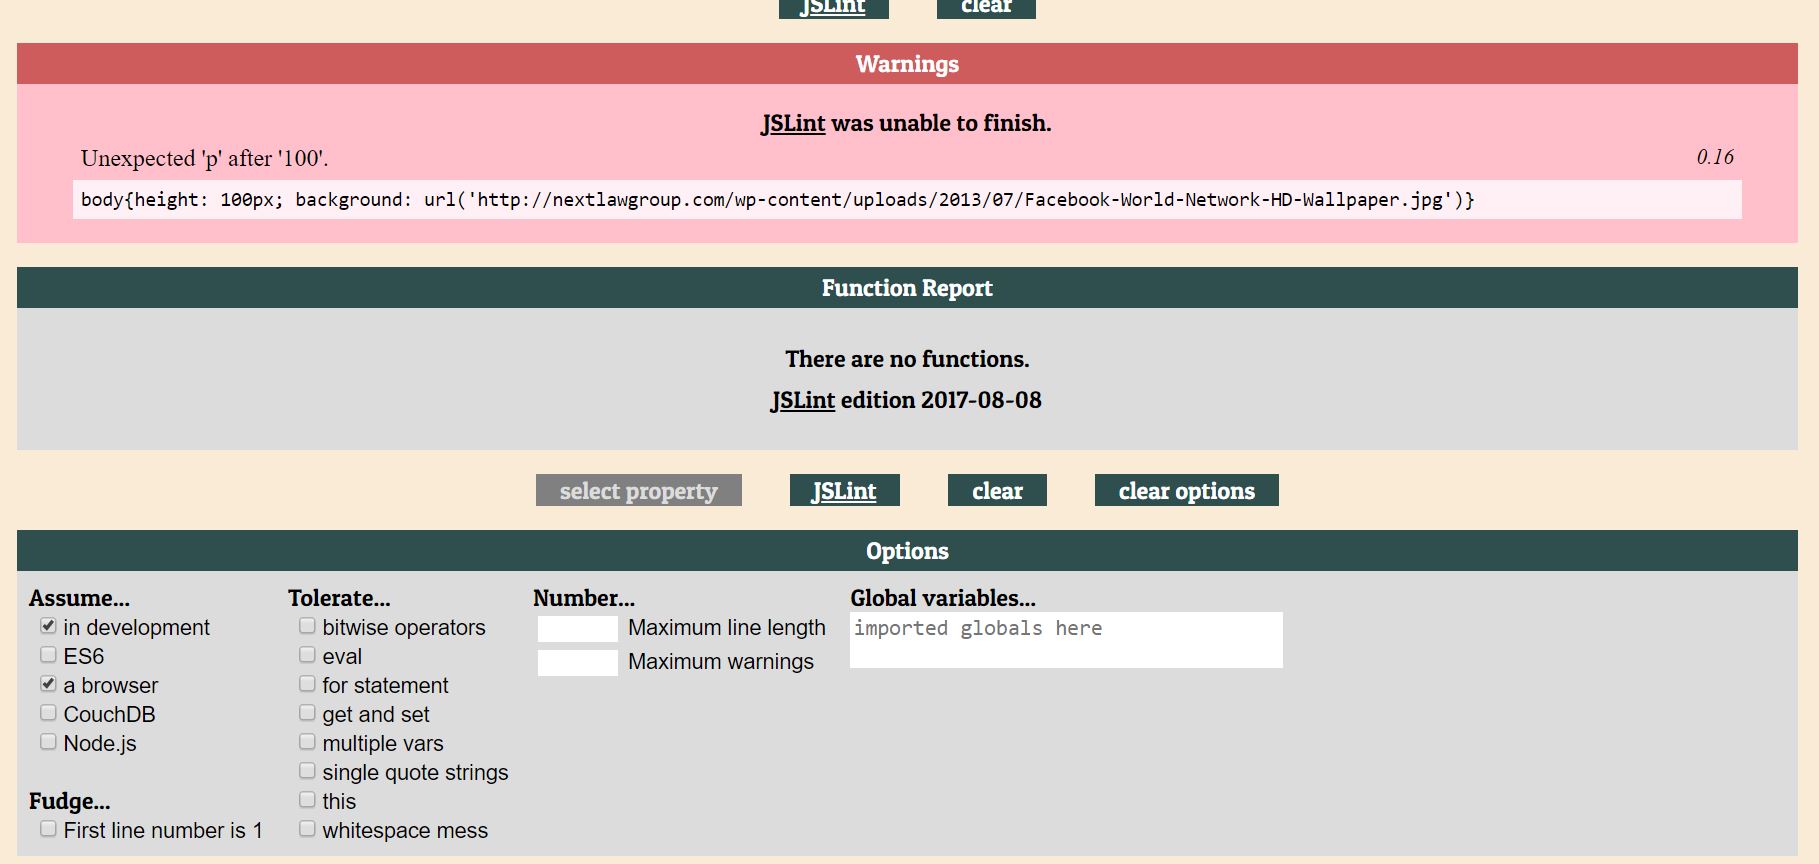 JSLint clear
Warnings
JSLint was unable to finish.
Unexpected 'p' after '100'. 0.16
body{height: 100px; background: url('http://nextlawgroup.com/wp-content/uploads/2013/07/Facebook-World-Network-HD-Wallpaper.jpg')}
Function Report
There are no functions.
JSLint edition 2017-08-08
select property JSLint clear clear options
Options
Assume...
in development
ES6
a browser
CouchDB
Node.js
Fudge...
First line number is 1
Tolerate...
bitwise operators
eval
for statement
get and set
multiple vars
single quote strings
this
whitespace mess
Number...
Maximum line length
Maximum warnings
Global variables...
imported globals here